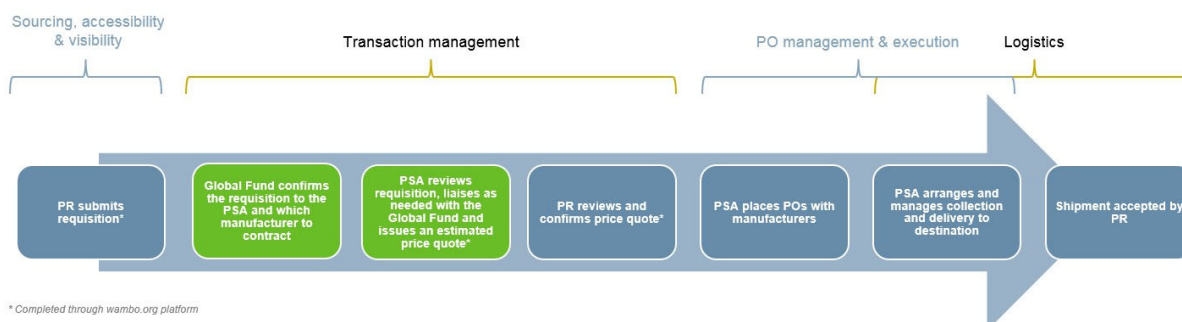 Sourcing, accessibility
& visibility
Transaction management
PO management & execution
Logistics
PR submits
requisition*
Global Fund confirms
the requisition to the
PSA and which
manufacturer to
contract
PSA reviews
requisition, liaises as
needed with the
Global Fund and
issues an estimated
price quote*
PR reviews and
confirms price quote*
PSA places POs with
manufacturers
PSA arranges and
manages collection
and delivery to
destination
Shipment accepted by
PR
* Completed through wambo.org platform